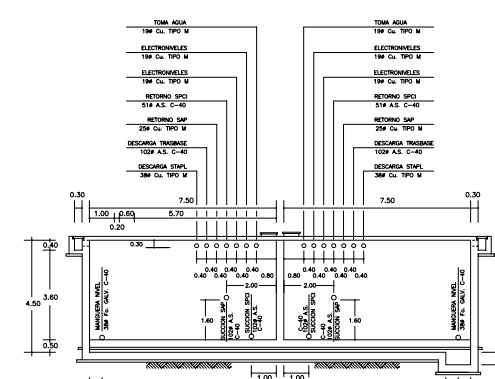 TOMA AGUA
19ø Cu. TIPO M
ELECTRONIVELES
19ø Cu. TIPO M
ELECTRONIVELES
19ø Cu. TIPO M
RETORNO SPCI
51ø A.S. C-40
RETORNO SAP
25ø Cu. TIPO M
DESCARGA TRASBASE
102ø A.S. C-40
DESCARGA STAPL
38ø Cu. TIPO M
TOMA AGUA
19ø Cu. TIPO M
ELECTRONIVELES
19ø Cu. TIPO M
ELECTRONIVELES
19ø Cu. TIPO M
RETORNO SPCI
51ø A.S. C-40
RETORNO SAP
25ø Cu. TIPO M
DESCARGA TRASBASE
102ø A.S. C-40
DESCARGA STAPL
38ø Cu. TIPO M
0.30
7.50
7.50
0.30
1.00
0.60
5.70
0.20
0.30
0.40
3.60
4.50
0.50
0.40
0.40
0.40
0.80
0.40
0.40
0.40
2.00
0.80
0.40
0.40
0.40
0.40
0.40
0.40
2.00
MANGUERA NIVEL
38ø Fo. GALV. C-40
1.60
SUCCION SAP
102ø A.S.
C-40
SUCCION SPCI
102ø A.S.
C-40
C-40
102ø A.S.
SUCCION SPCI
C-40
102ø A.S.
SUCCION SAP
1.60
MANGUERA NIVEL
38ø Fo. GALV. C-40
1.00
1.00